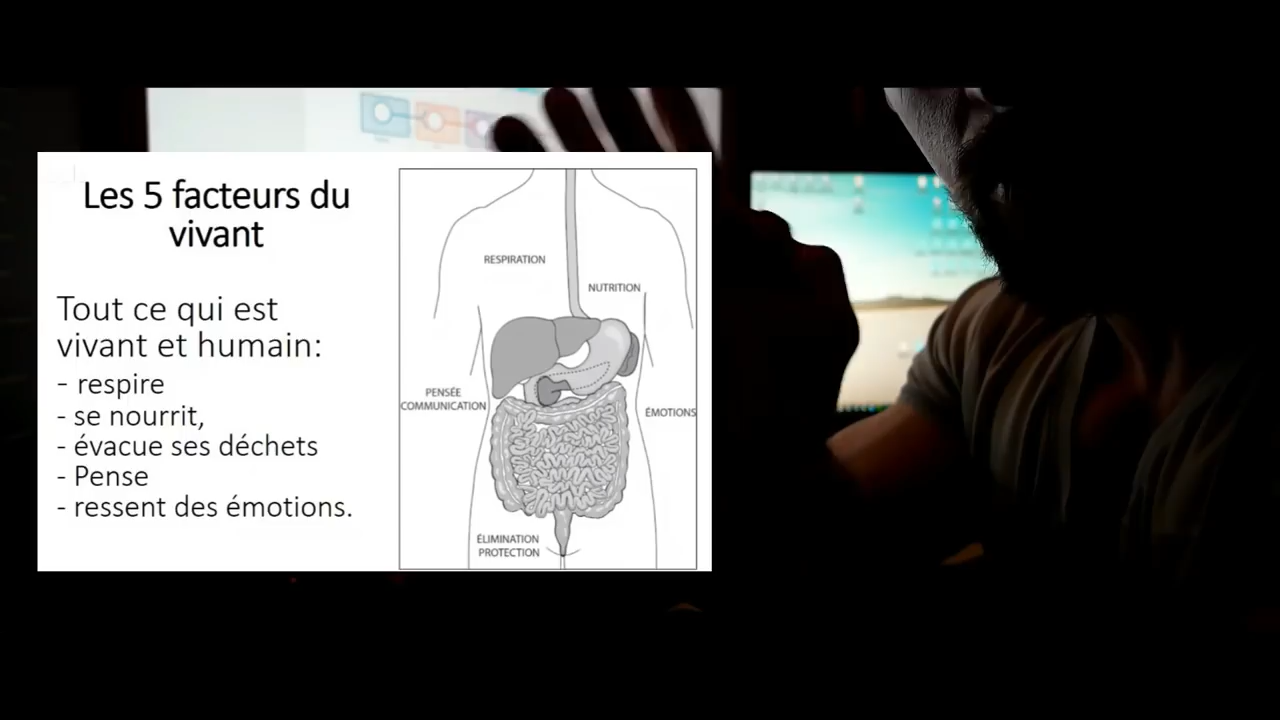 Les 5 facteurs du
vivant
Tout ce qui est
vivant et humain:
- respire
- se nourrit,
- évacue ses déchets
- Pense
- ressent des émotions.
RESPIRATION
NUTRITION
PENSÉE
COMMUNICATION
ÉMOTIONS
ÉLIMINATION
PROTECTION